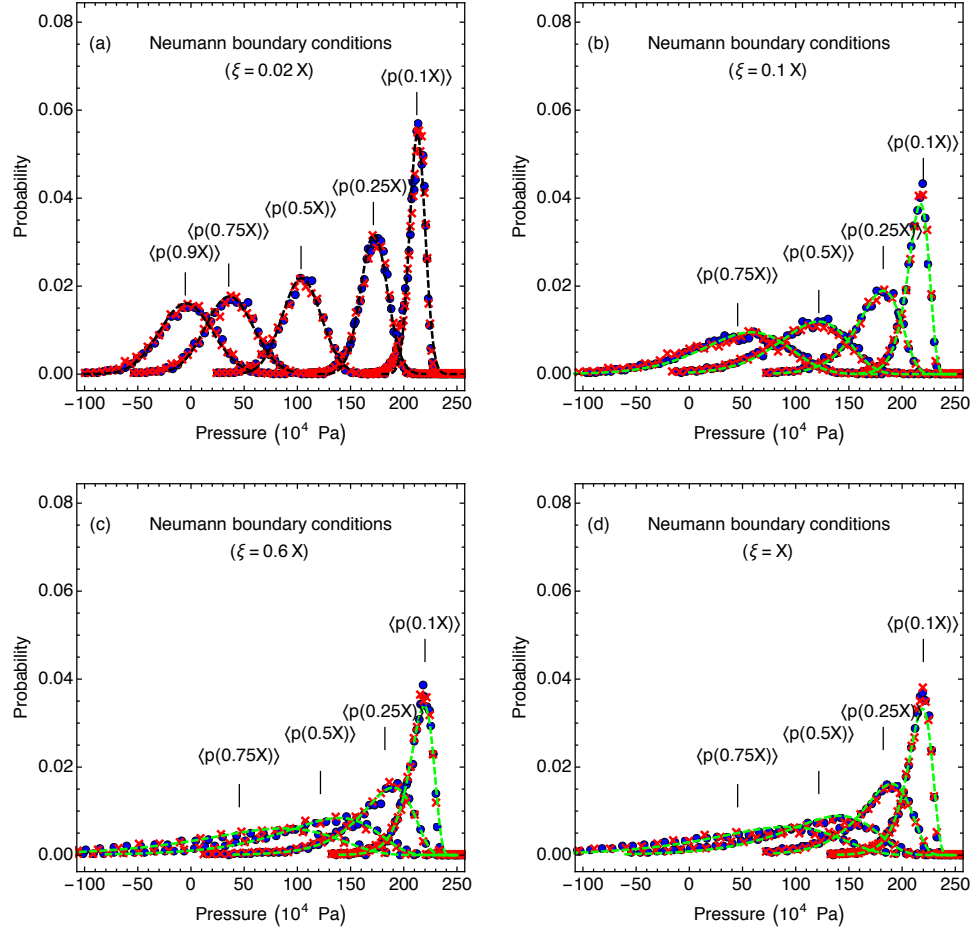 (a) Neumann boundary conditions
(ξ = 0.02 X)
⟨p(0.1X)⟩
⟨p(0.25X)⟩
⟨p(0.5X)⟩
⟨p(0.75X)⟩
⟨p(0.9X)⟩
0.08
0.06
0.04
0.02
0.00
Probability
−100 −50 0 50 100 150 200 250
Pressure (10⁴ Pa)
(b) Neumann boundary conditions
(ξ = 0.1 X)
⟨p(0.1X)⟩
⟨p(0.25X)⟩
⟨p(0.5X)⟩
⟨p(0.75X)⟩
0.08
0.06
0.04
0.02
0.00
Probability
−100 −50 0 50 100 150 200 250
Pressure (10⁴ Pa)
(c) Neumann boundary conditions
(ξ = 0.6 X)
⟨p(0.1X)⟩
⟨p(0.25X)⟩
⟨p(0.5X)⟩
⟨p(0.75X)⟩
0.08
0.06
0.04
0.02
0.00
Probability
−100 −50 0 50 100 150 200 250
Pressure (10⁴ Pa)
(d) Neumann boundary conditions
(ξ = X)
⟨p(0.1X)⟩
⟨p(0.25X)⟩
⟨p(0.5X)⟩
⟨p(0.75X)⟩
0.08
0.06
0.04
0.02
0.00
Probability
−100 −50 0 50 100 150 200 250
Pressure (10⁴ Pa)